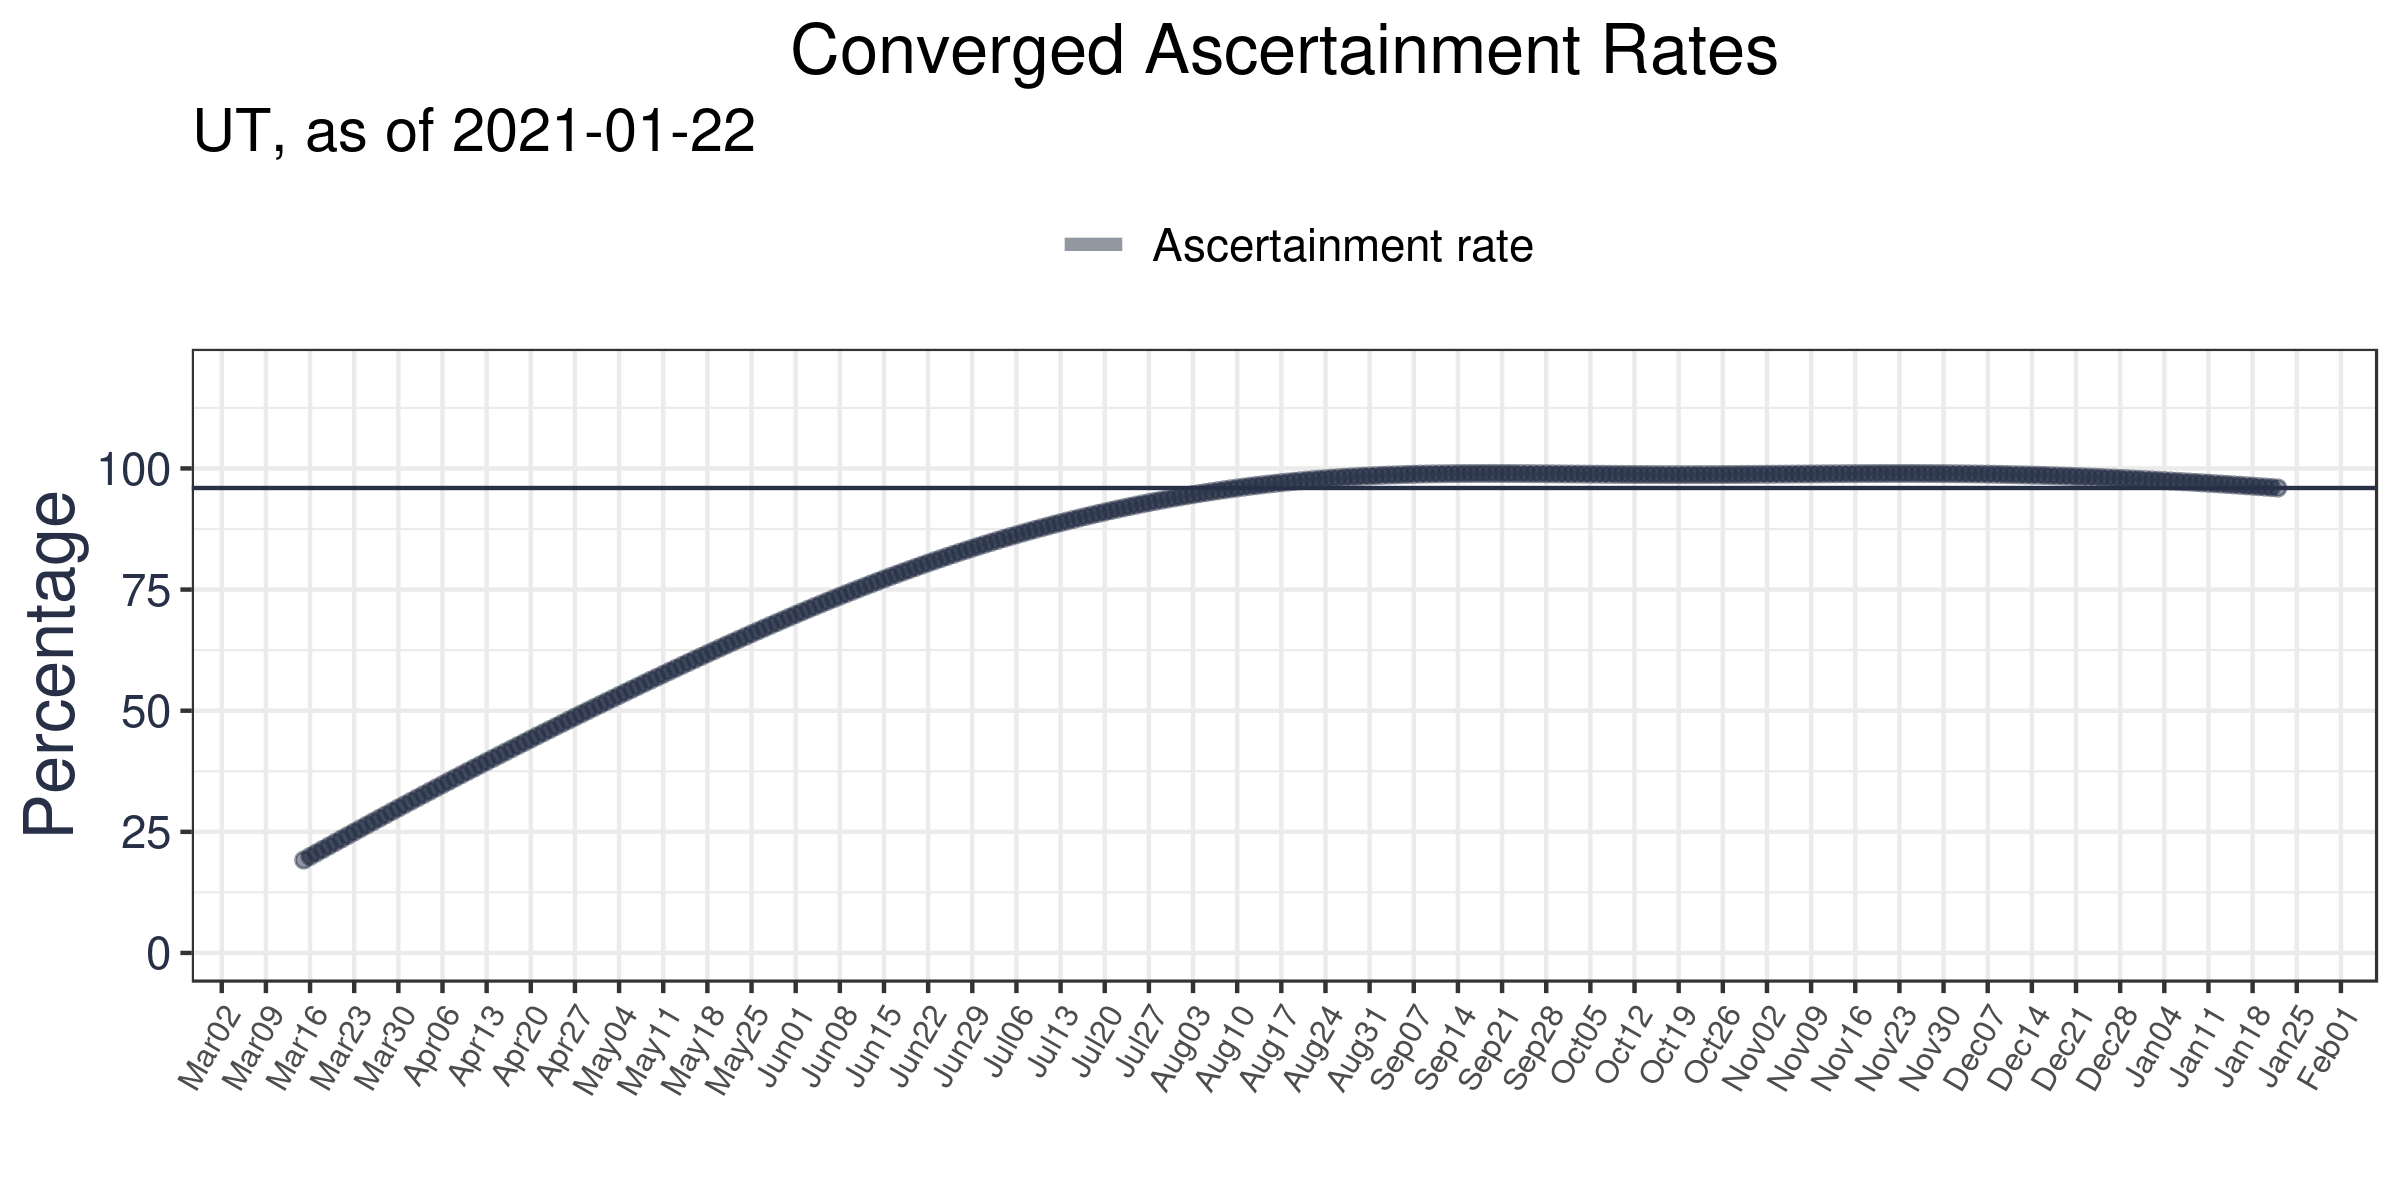 Converged Ascertainment Rates
UT, as of 2021-01-22
Ascertainment rate
Percentage
100
75
50
25
0
Mar02 Mar09 Mar16 Mar23 Mar30 Apr06 Apr13 Apr20 Apr27 May04 May11 May18 May25 Jun01 Jun08 Jun15 Jun22 Jun29 Jul06 Jul13 Jul20 Jul27 Aug03 Aug10 Aug17 Aug24 Aug31 Sep07 Sep14 Sep21 Sep28 Oct05 Oct12 Oct19 Oct26 Nov02 Nov09 Nov16 Nov23 Nov30 Dec07 Dec14 Dec21 Dec28 Jan04 Jan11 Jan18 Jan25 Feb01